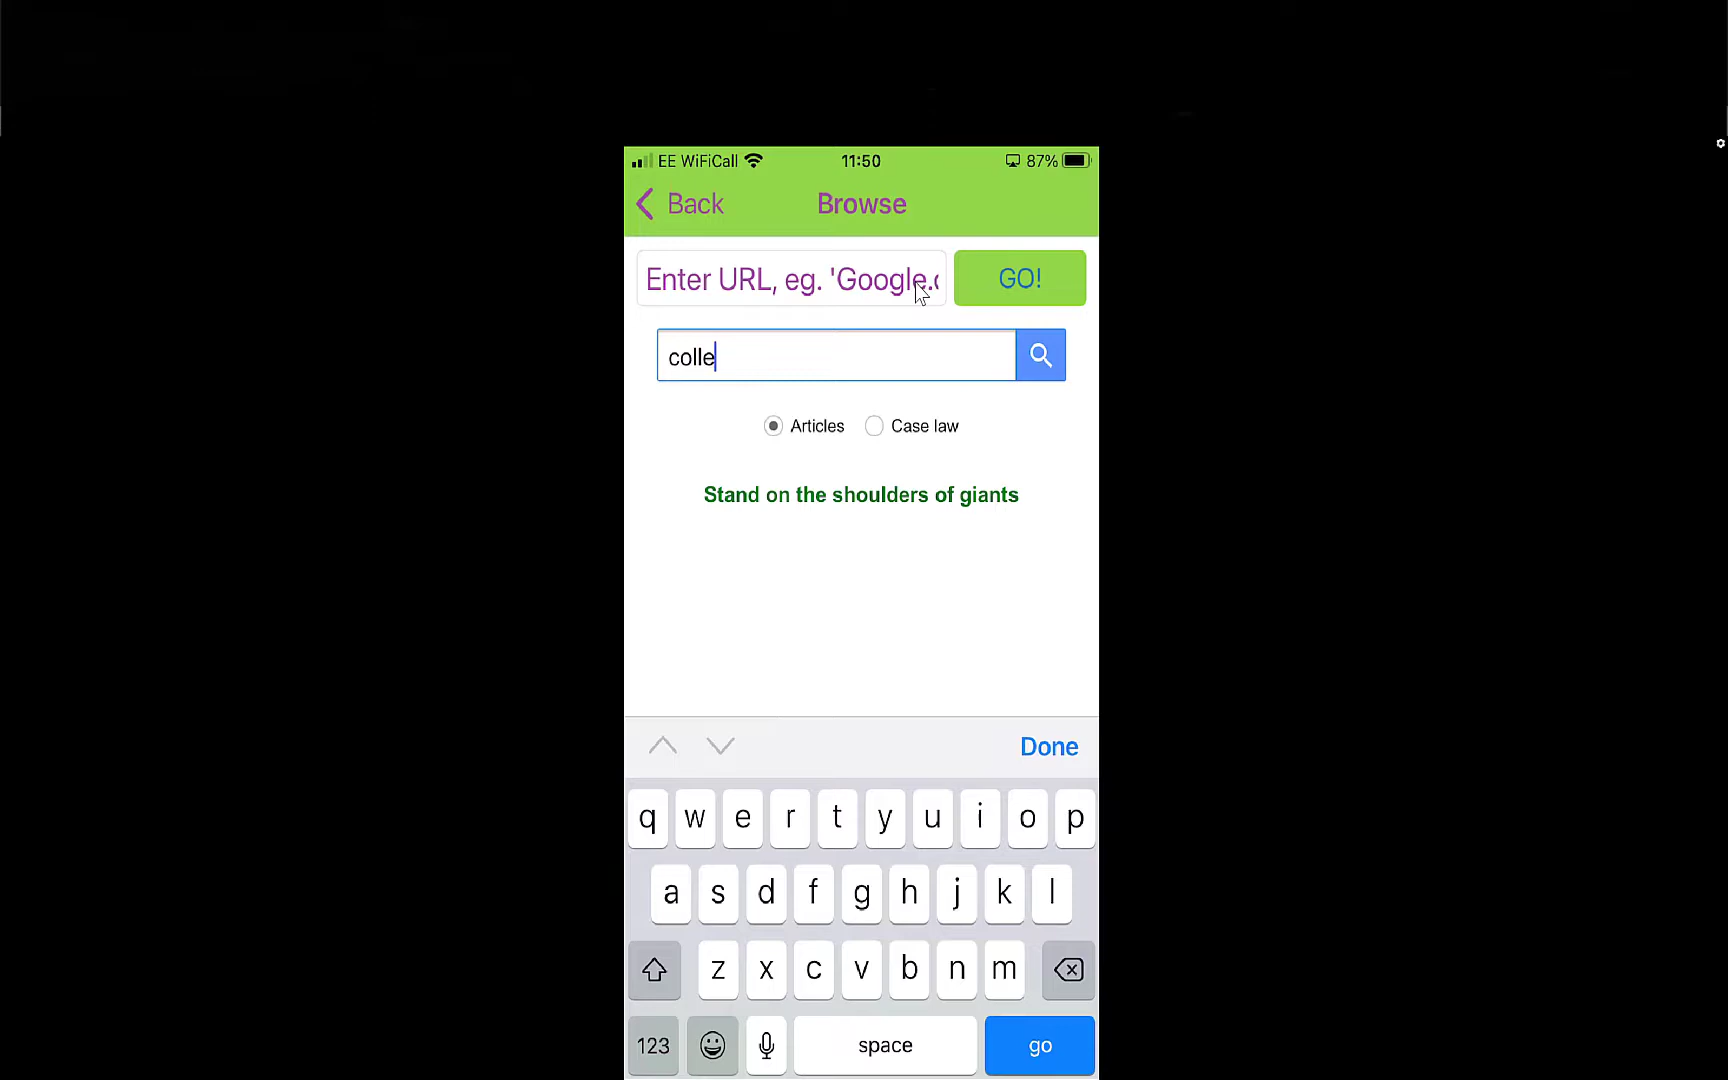 EE WiFiCall 11:50 87%
Back Browse
Enter URL, eg. 'Google.c GO!
colle
Articles Case law
Stand on the shoulders of giants
Done
q w e r t y u i o p
a s d f g h j k l
z x c v b n m
123 space go